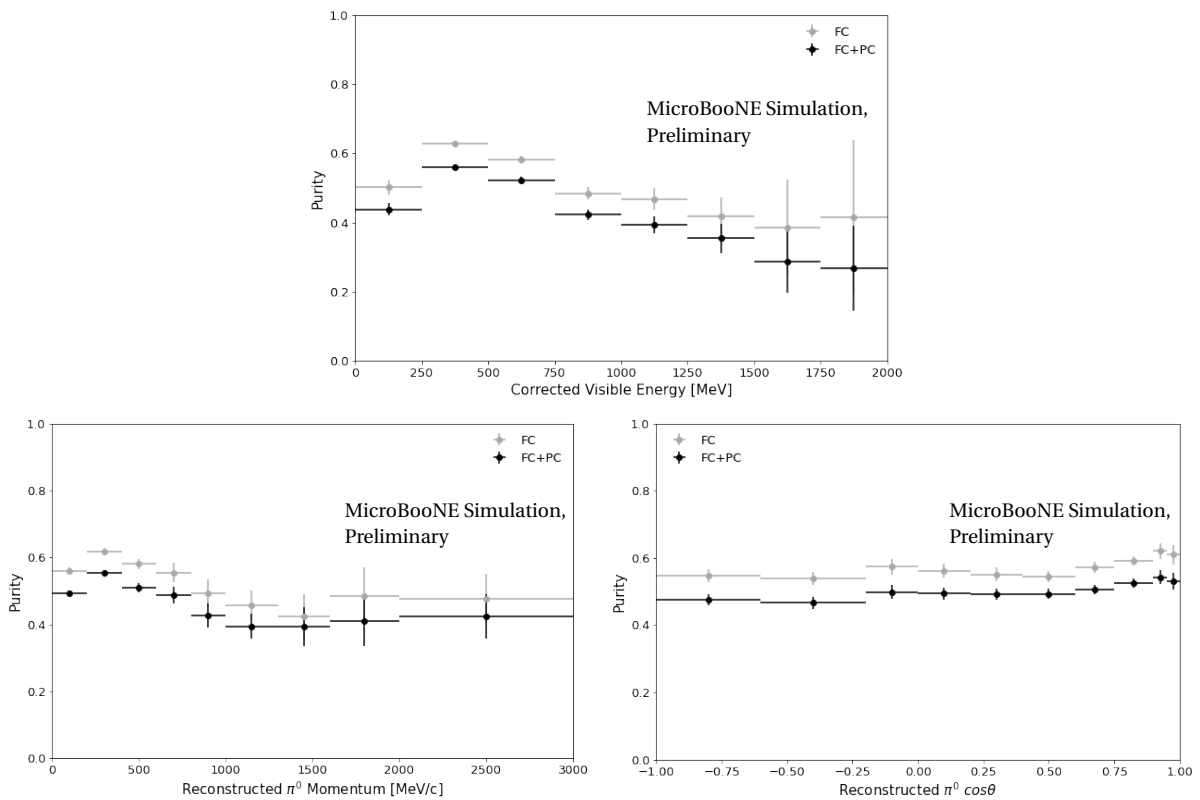 1.0
0.8
0.6
0.4
0.2
0.0
Purity
FC
FC+PC
MicroBooNE Simulation,
Preliminary
0 250 500 750 1000 1250 1500 1750 2000
Corrected Visible Energy [MeV]
1.0
0.8
0.6
0.4
0.2
0.0
Purity
FC
FC+PC
MicroBooNE Simulation,
Preliminary
0 500 1000 1500 2000 2500 3000
Reconstructed π⁰ Momentum [MeV/c]
1.0
0.8
0.6
0.4
0.2
0.0
Purity
FC
FC+PC
MicroBooNE Simulation,
Preliminary
−1.00 −0.75 −0.50 −0.25 0.00 0.25 0.50 0.75 1.00
Reconstructed π⁰ cosθ